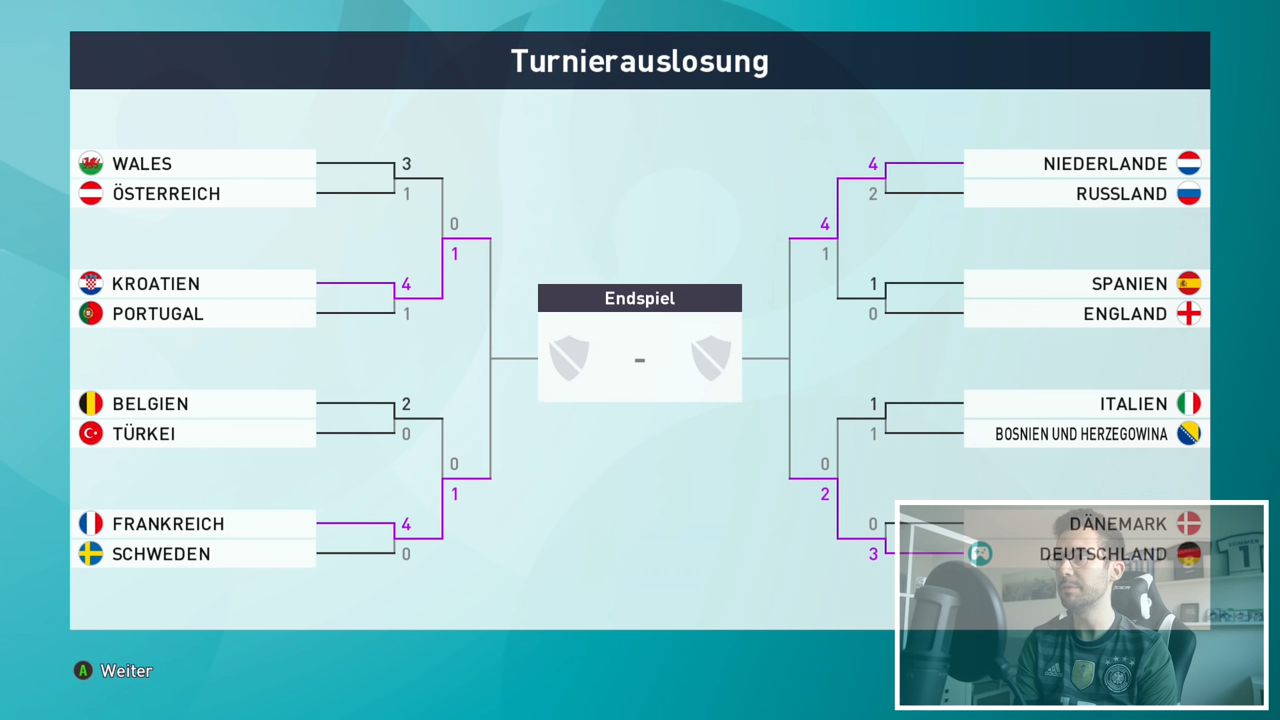 Turnierauslosung
WALES 3
ÖSTERREICH 1
0
1
KROATIEN 4
PORTUGAL 1
BELGIEN 2
TÜRKEI 0
0
1
FRANKREICH 4
SCHWEDEN 0
Endspiel
-
4 NIEDERLANDE
2 RUSSLAND
4
1
1 SPANIEN
0 ENGLAND
1 ITALIEN
1 BOSNIEN UND HERZEGOWINA
0
2
0 DÄNEMARK
3 DEUTSCHLAND
SOMMER
1
A Weiter